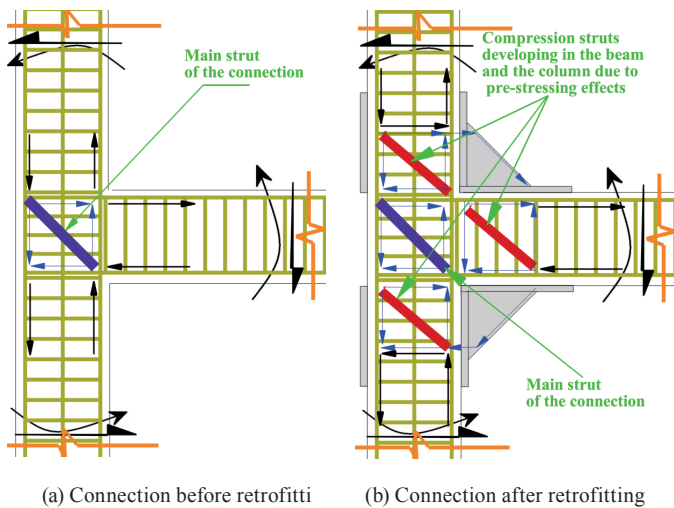 Main strut
of the connection
Compression struts
developing in the beam
and the column due to
pre-stressing effects
Main strut
of the connection
(a) Connection before retrofitti
(b) Connection after retrofitting